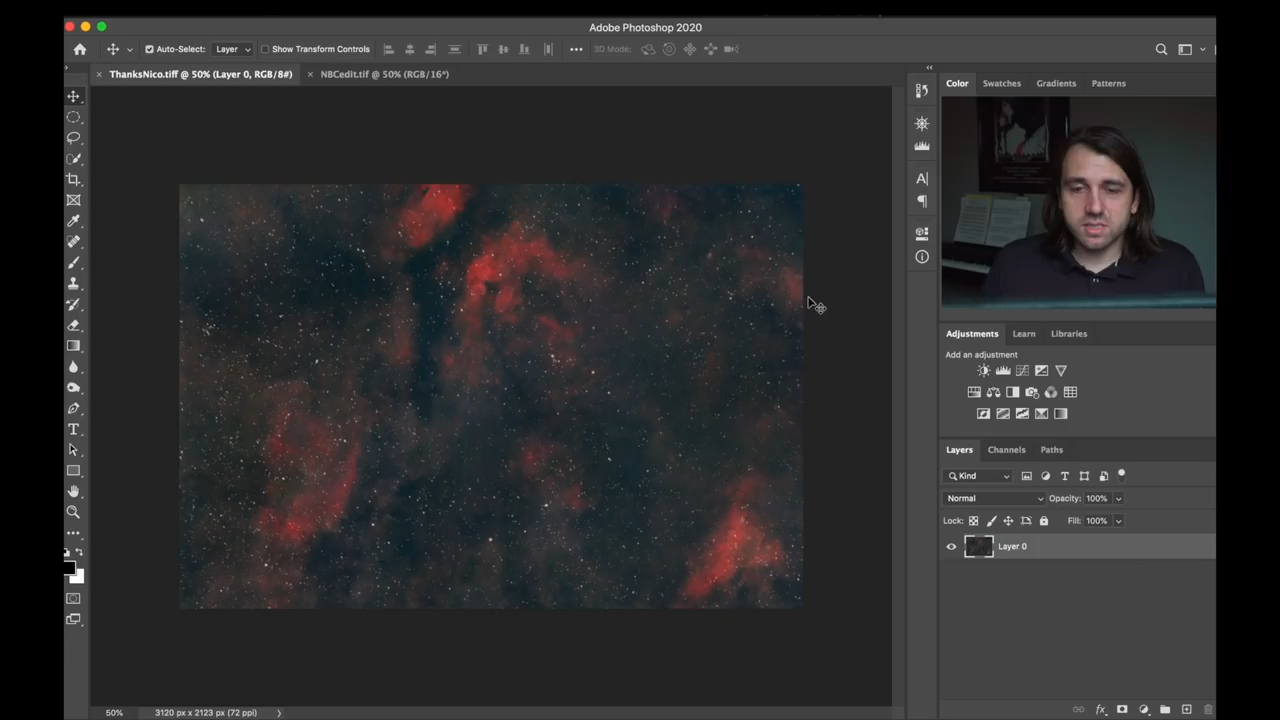 Adobe Photoshop 2020
Auto-Select: Layer Show Transform Controls 3D Mode:
ThanksNico.tiff @ 50% (Layer 0, RGB/8#) NBCedit.tif @ 50% (RGB/16*)
Color Swatches Gradients Patterns
Adjustments Learn Libraries
Add an adjustment
Layers Channels Paths
Kind
Normal Opacity: 100%
Lock: Fill: 100%
Layer 0
50% 3120 px x 2123 px (72 ppi)